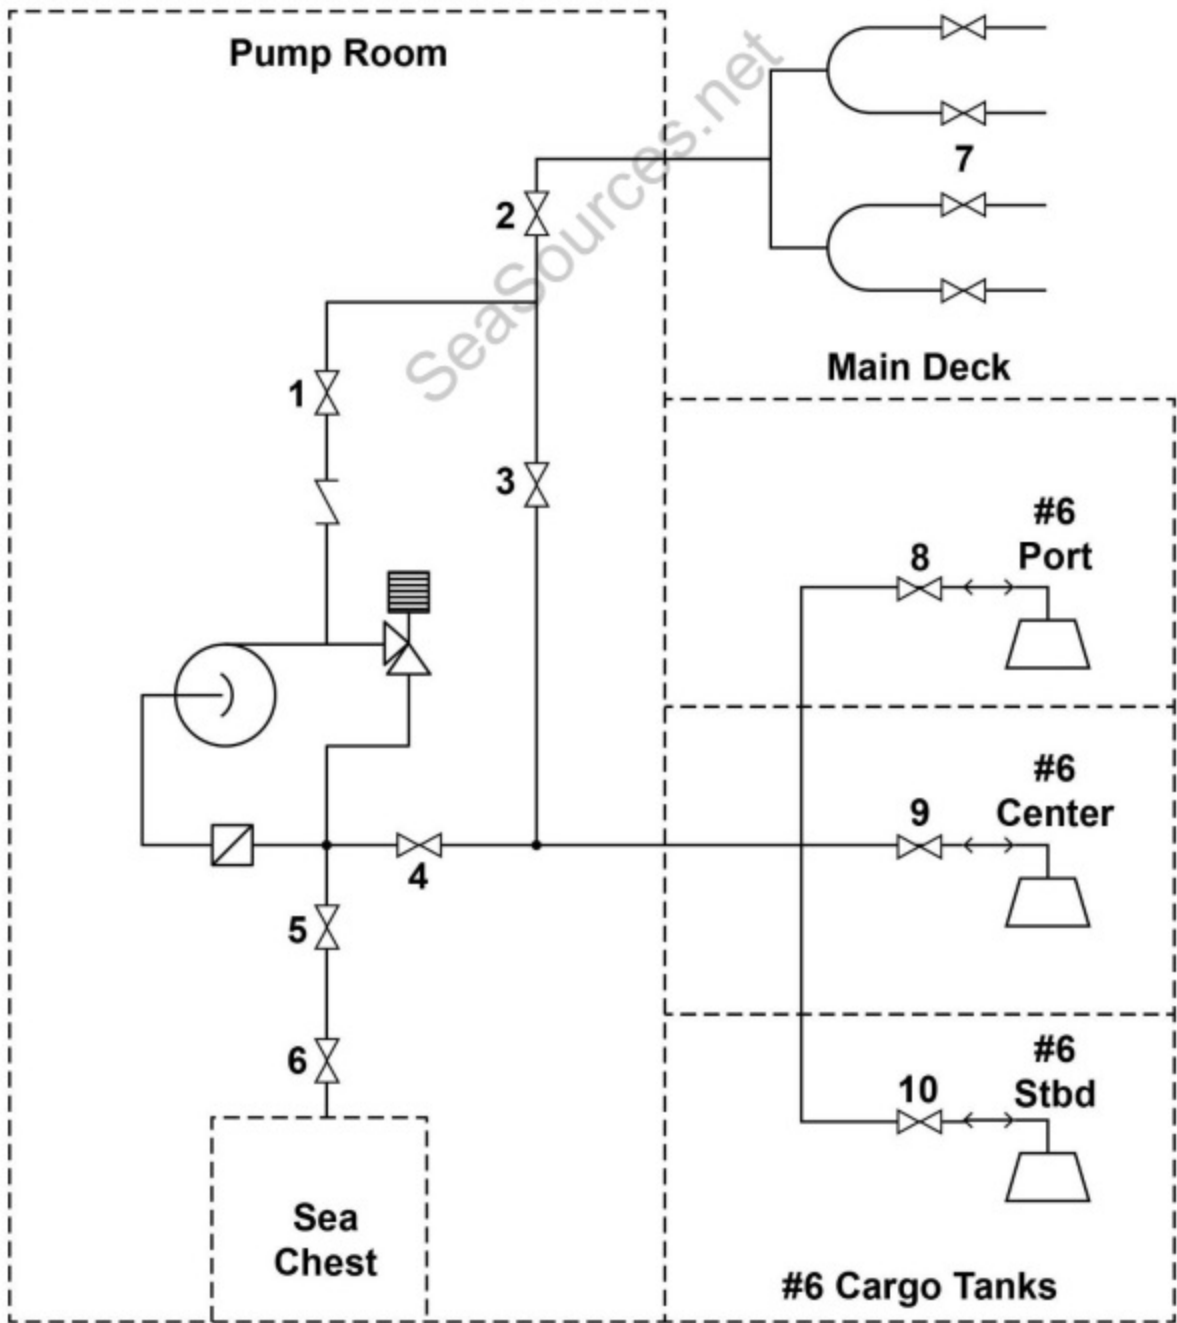 Pump Room
SeaSources.net
7
2
Main Deck
1
3
#6
Port
8
#6
Center
9
4
5
#6
Stbd
10
6
Sea
Chest
#6 Cargo Tanks